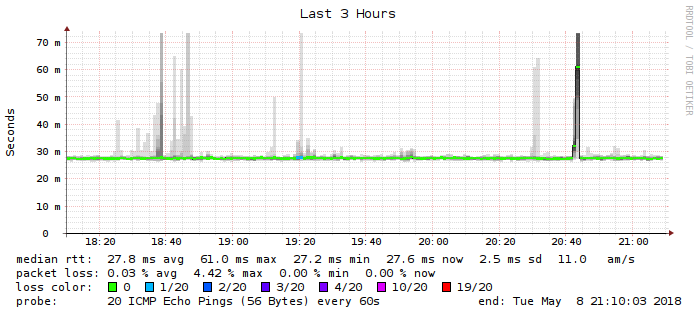 Last 3 Hours
RRDTOOL / TOBI OETIKER
Seconds
70 m
60 m
50 m
40 m
30 m
20 m
10 m
0
18:20 18:40 19:00 19:20 19:40 20:00 20:20 20:40 21:00
median rtt: 27.8 ms avg 61.0 ms max 27.2 ms min 27.6 ms now 2.5 ms sd 11.0 am/s
packet loss: 0.03 % avg 4.42 % max 0.00 % min 0.00 % now
loss color: 0 1/20 2/20 3/20 4/20 10/20 19/20
probe: 20 ICMP Echo Pings (56 Bytes) every 60s end: Tue May 8 21:10:03 2018